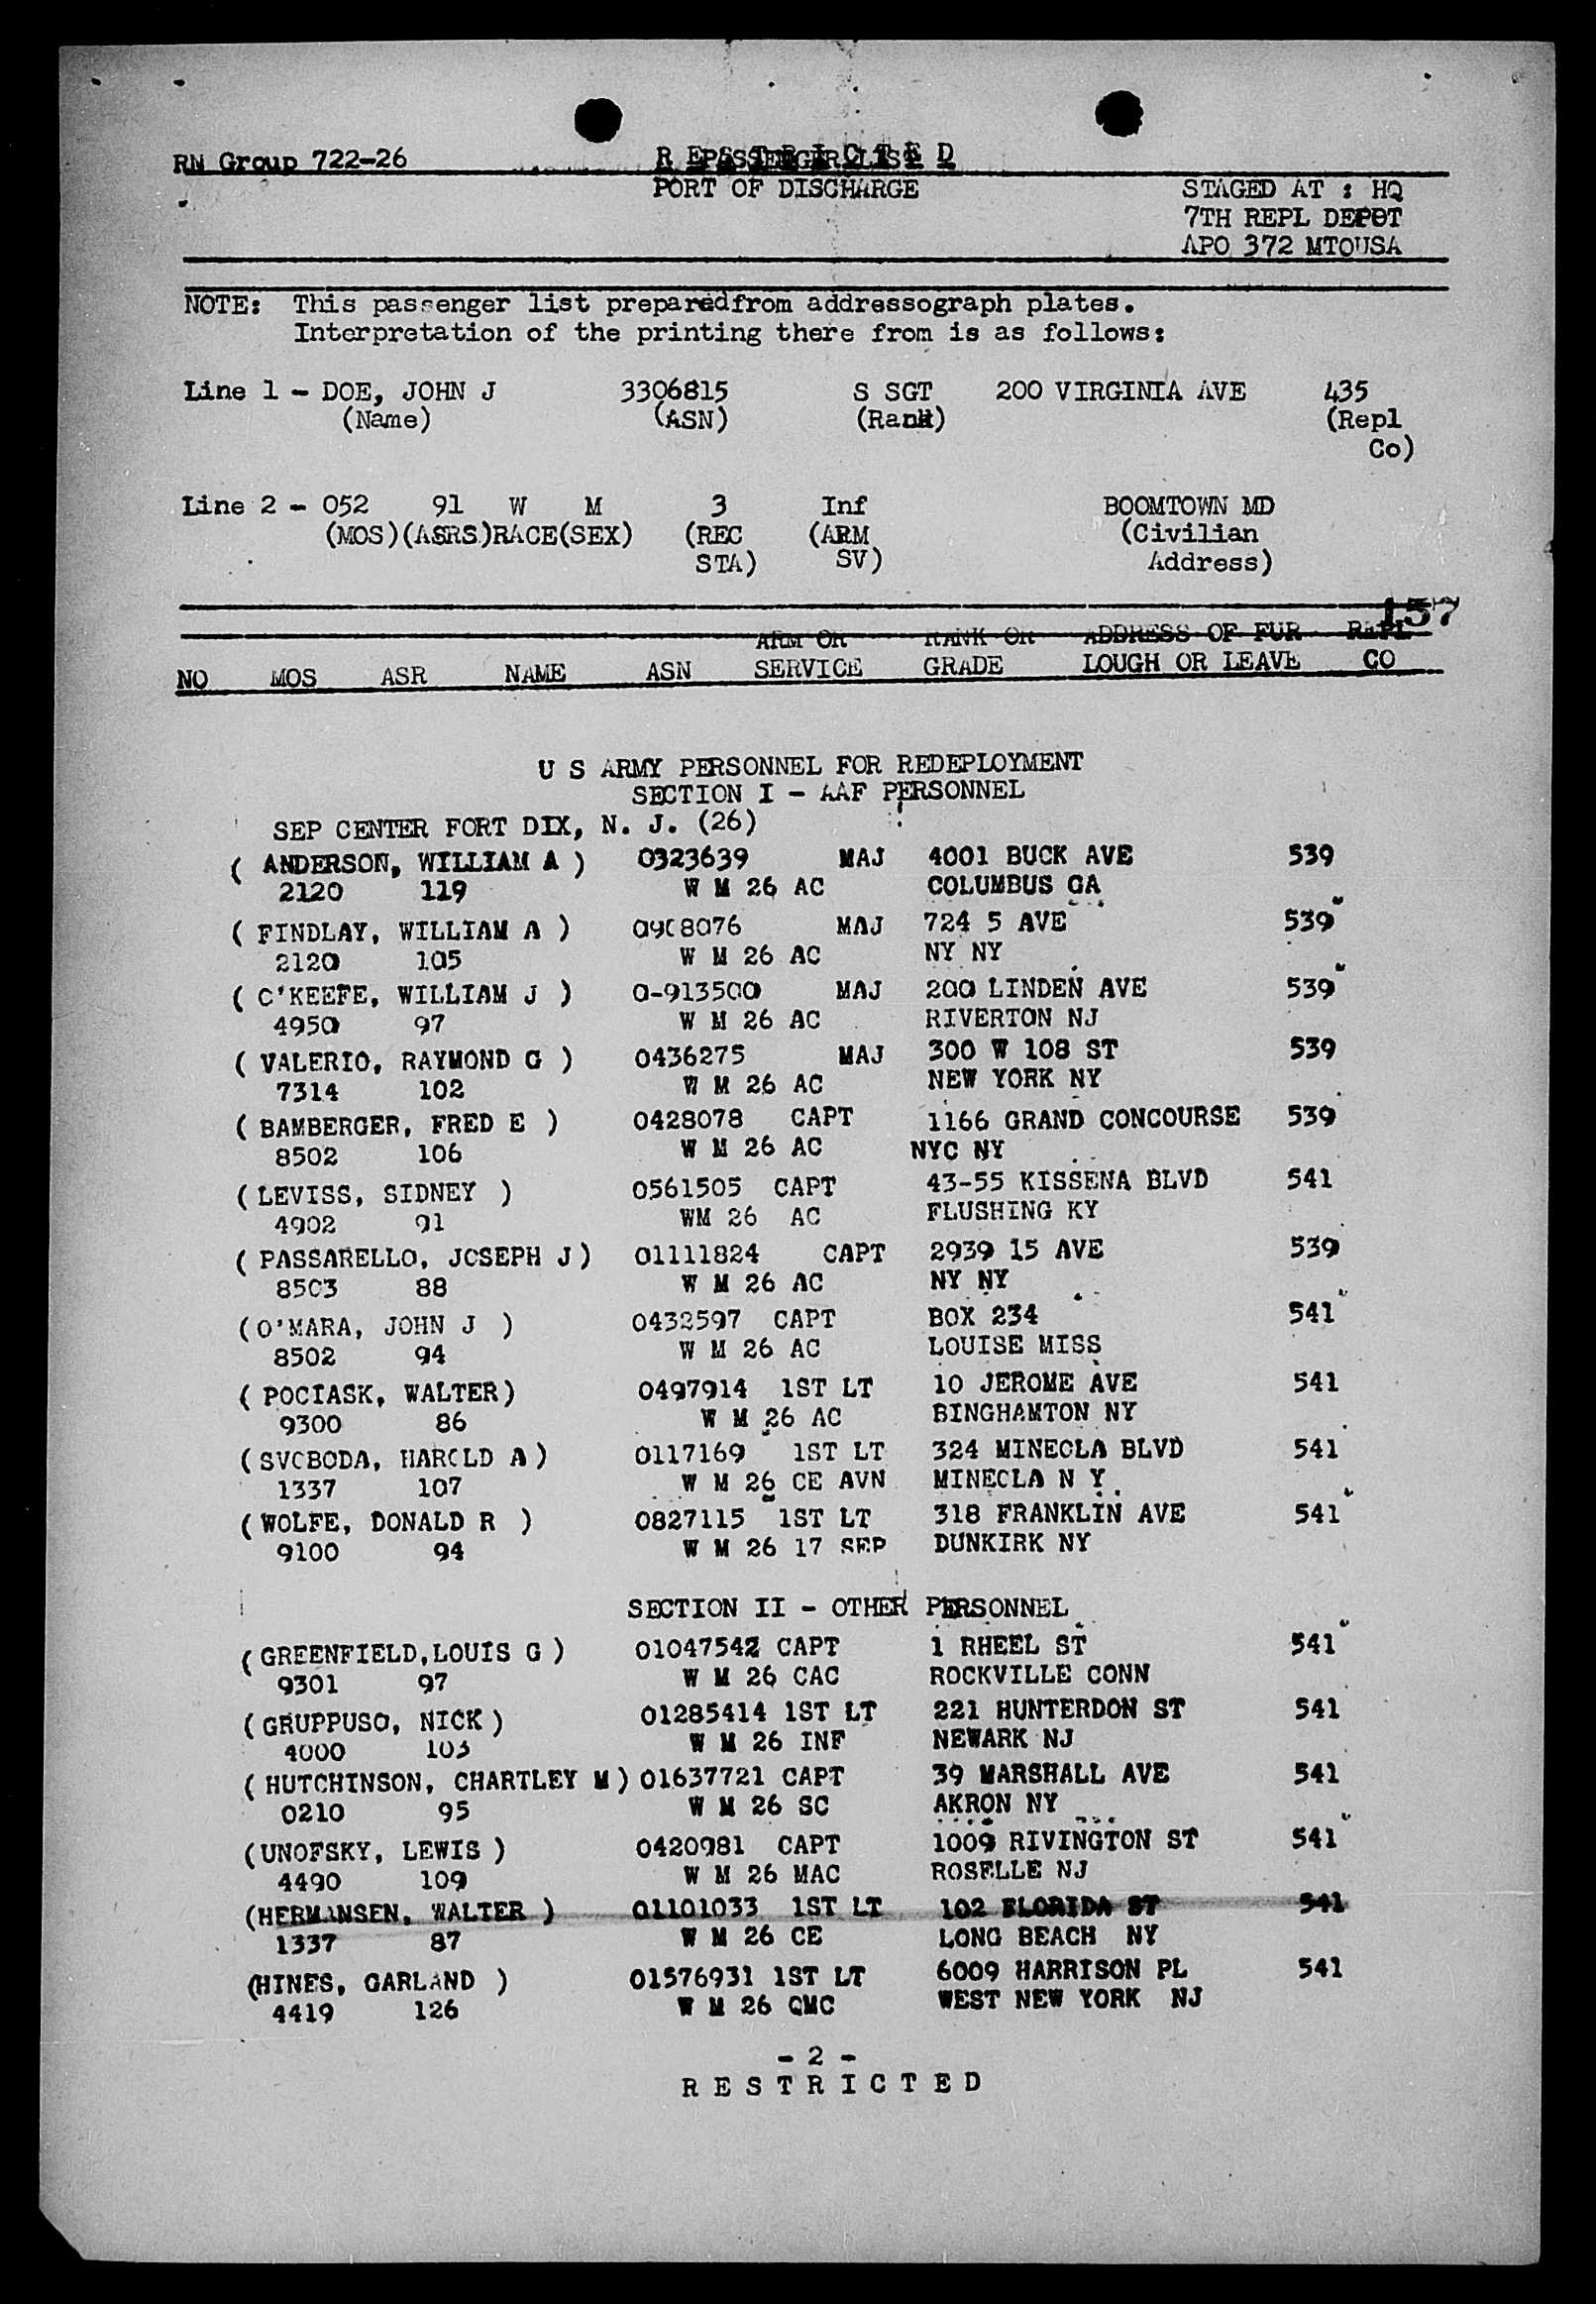 RN Group 722-26 R E S T R I C T E D
PASSENGER LIST
PORT OF DISCHARGE STAGED AT : HQ
7TH REPL DEPOT
APO 372 MTOUSA
NOTE: This passenger list preparedfrom addressograph plates.
Interpretation of the printing there from is as follows:
Line 1 - DOE, JOHN J 3306815 S SGT 200 VIRGINIA AVE 435
(Name) (ASN) (Rank) (Repl
Co)
Line 2 - 052 91 W M 3 Inf BOOMTOWN MD
(MOS)(ASRS)RACE(SEX) (REC (ARM (Civilian
STA) SV) Address)
157
ARM OR RANK OR ADDRESS OF FUR REPL
NO MOS ASR NAME ASN SERVICE GRADE LOUGH OR LEAVE CO
U S ARMY PERSONNEL FOR REDEPLOYMENT
SECTION I - AAF PERSONNEL
SEP CENTER FORT DIX, N. J. (26)
( ANDERSON, WILLIAM A ) 0323639 MAJ 4001 BUCK AVE 539
2120 119 W M 26 AC COLUMBUS GA
( FINDLAY, WILLIAM A ) 0908076 MAJ 724 5 AVE 539
2120 105 W M 26 AC NY NY
( O'KEEFE, WILLIAM J ) O-913500 MAJ 200 LINDEN AVE 539
4950 97 W M 26 AC RIVERTON NJ
( VALERIO, RAYMOND G ) 0436275 MAJ 300 W 108 ST 539
7314 102 W M 26 AC NEW YORK NY
( BAMBERGER, FRED E ) 0428078 CAPT 1166 GRAND CONCOURSE 539
8502 106 W M 26 AC NYC NY
( LEVISS, SIDNEY ) 0561505 CAPT 43-55 KISSENA BLVD 541
4902 91 WM 26 AC FLUSHING KY
( PASSARELLO, JOSEPH J ) 01111824 CAPT 2939 15 AVE 539
8503 88 W M 26 AC NY NY
( O'MARA, JOHN J ) 0432597 CAPT BOX 234 541
8502 94 W M 26 AC LOUISE MISS
( POCIASK, WALTER) 0497914 1ST LT 10 JEROME AVE 541
9300 86 W M 26 AC BINGHAMTON NY
( SVOBODA, HAROLD A ) 0117169 1ST LT 324 MINEOLA BLVD 541
1337 107 W M 26 CE AVN MINEOLA N Y
( WOLFE, DONALD R ) 0827115 1ST LT 318 FRANKLIN AVE 541
9100 94 W M 26 17 SEP DUNKIRK NY
SECTION II - OTHER PERSONNEL
( GREENFIELD,LOUIS G ) 01047542 CAPT 1 RHEEL ST 541
9301 97 W M 26 CAC ROCKVILLE CONN
( GRUPPUSO, NICK ) 01285414 1ST LT 221 HUNTERDON ST 541
4000 103 W M 26 INF NEWARK NJ
( HUTCHINSON, CHARTLEY M ) 01637721 CAPT 39 MARSHALL AVE 541
0210 95 W M 26 SC AKRON NY
(UNOFSKY, LEWIS ) 0420981 CAPT 1009 RIVINGTON ST 541
4490 109 W M 26 MAC ROSELLE NJ
(HERMANSEN, WALTER ) 01101033 1ST LT 102 FLORIDA ST 541
1337 87 W M 26 CE LONG BEACH NY
(HINES, GARLAND ) 01576931 1ST LT 6009 HARRISON PL 541
4419 126 W M 26 QMC WEST NEW YORK NJ
- 2 -
R E S T R I C T E D